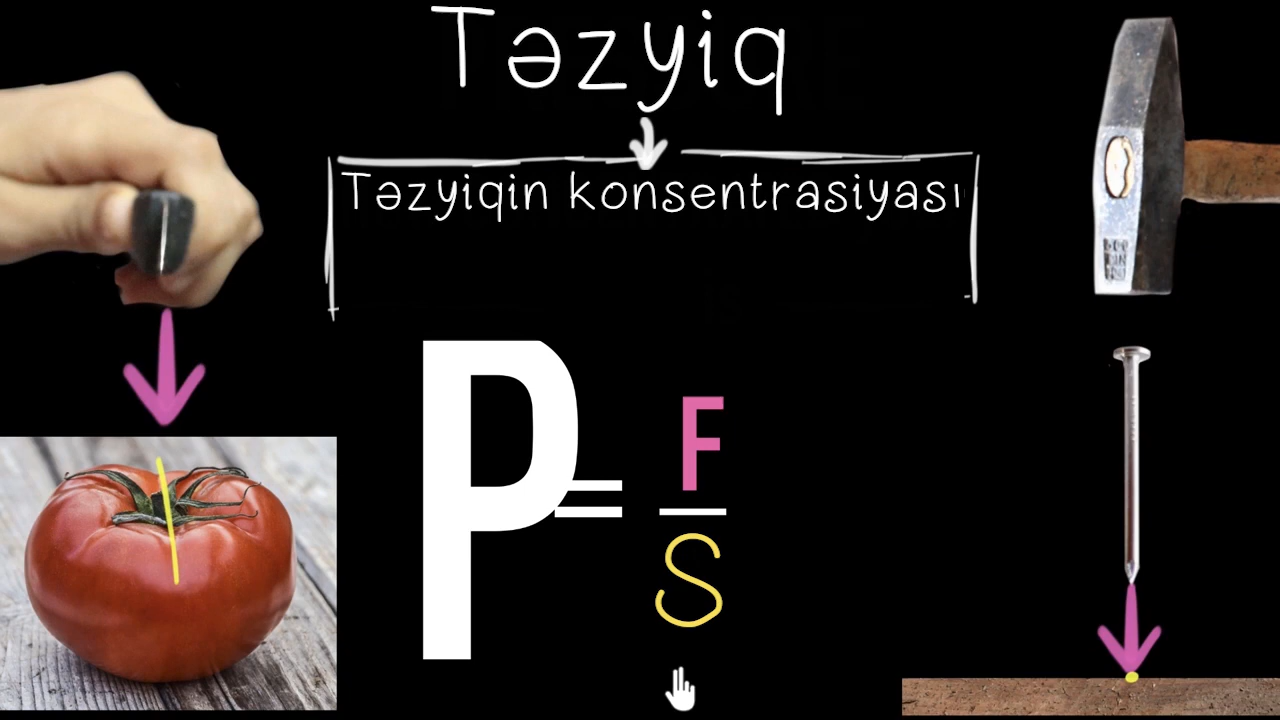 Təzyiq
Təzyiqin konsentrasiyası
P = F
S